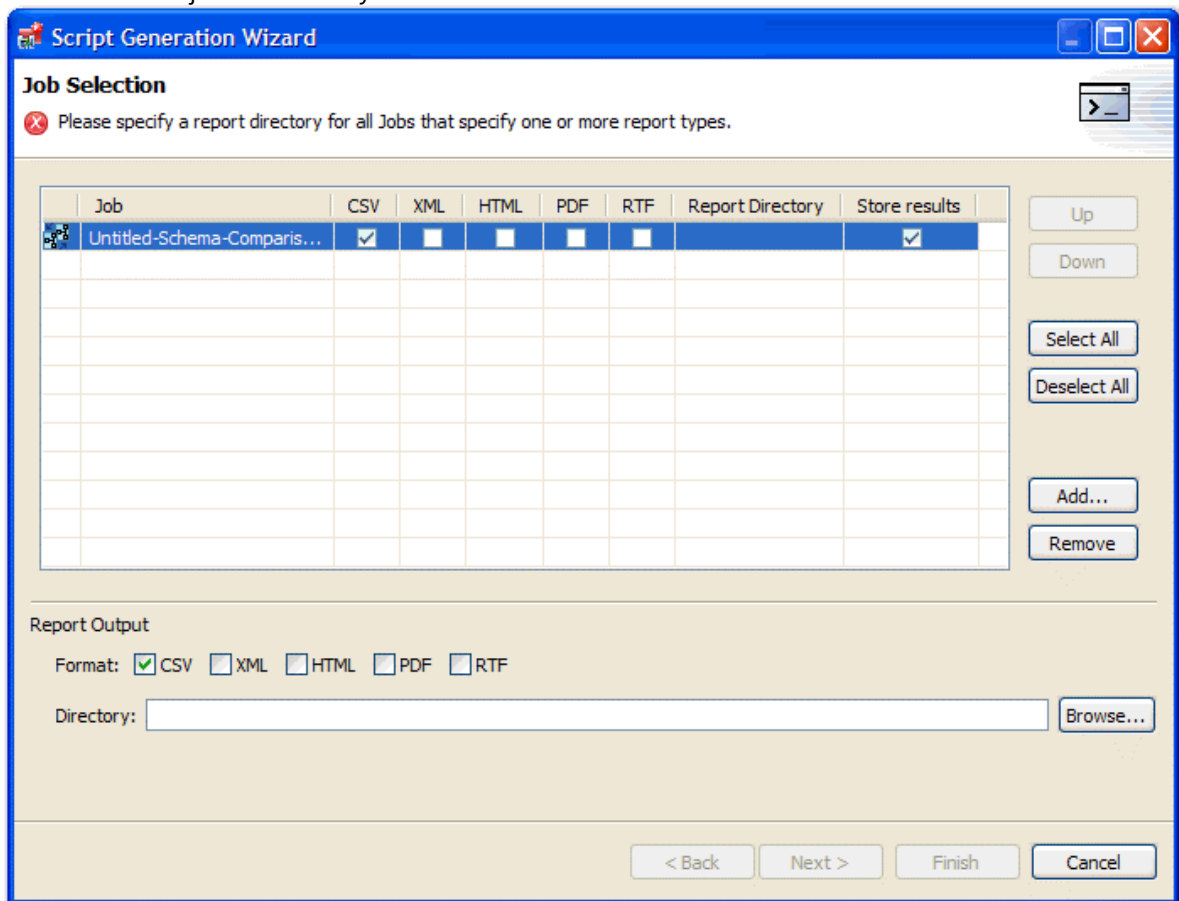 Script Generation Wizard
Job Selection
Please specify a report directory for all Jobs that specify one or more report types.
Job CSV XML HTML PDF RTF Report Directory Store results
Untitled-Schema-Comparis...
Up
Down
Select All
Deselect All
Add...
Remove
Report Output
Format: CSV XML HTML PDF RTF
Directory: Browse...
< Back Next > Finish Cancel